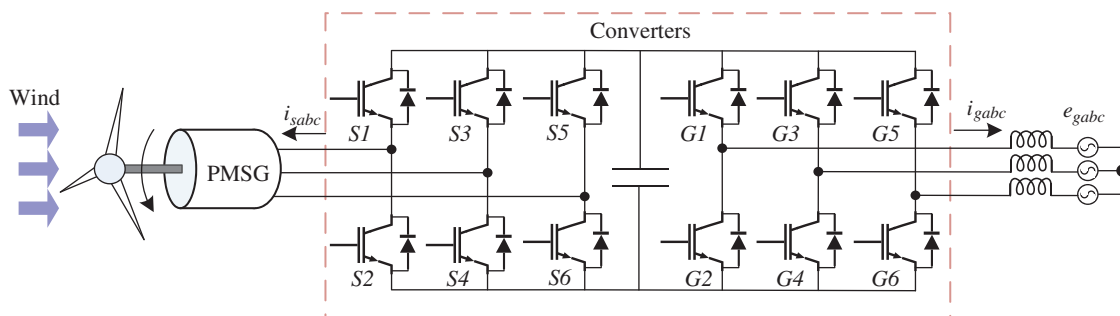 Converters
Wind
i_sabc
S1
S3
S5
G1
G3
G5
i_gabc
e_gabc
PMSG
S2
S4
S6
G2
G4
G6